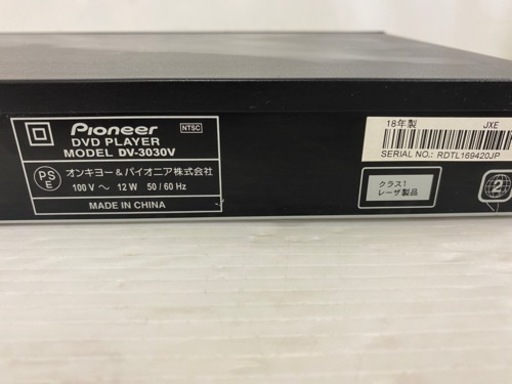 Pioneer
NTSC
DVD PLAYER
MODEL DV-3030V
PS
E
オンキヨー&パイオニア株式会社
100 V ～ 12 W 50 / 60 Hz
MADE IN CHINA
18年製 JXE
SERIAL NO.: RDTL169420JP
クラス1
レーザ製品
2